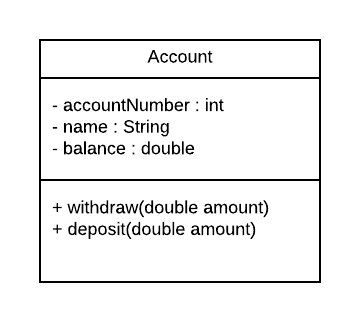 Account
- accountNumber : int
- name : String
- balance : double
+ withdraw(double amount)
+ deposit(double amount)